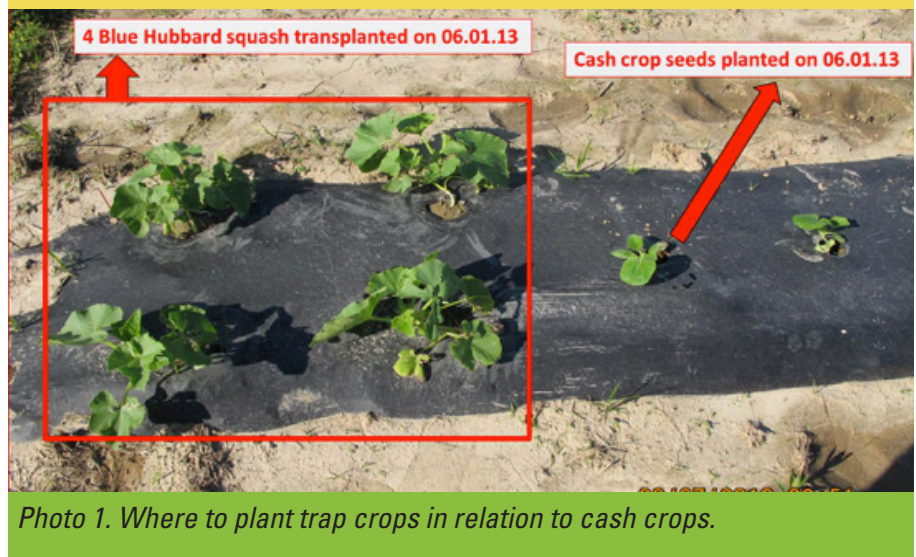 4 Blue Hubbard squash transplanted on 06.01.13
Cash crop seeds planted on 06.01.13
Photo 1. Where to plant trap crops in relation to cash crops.